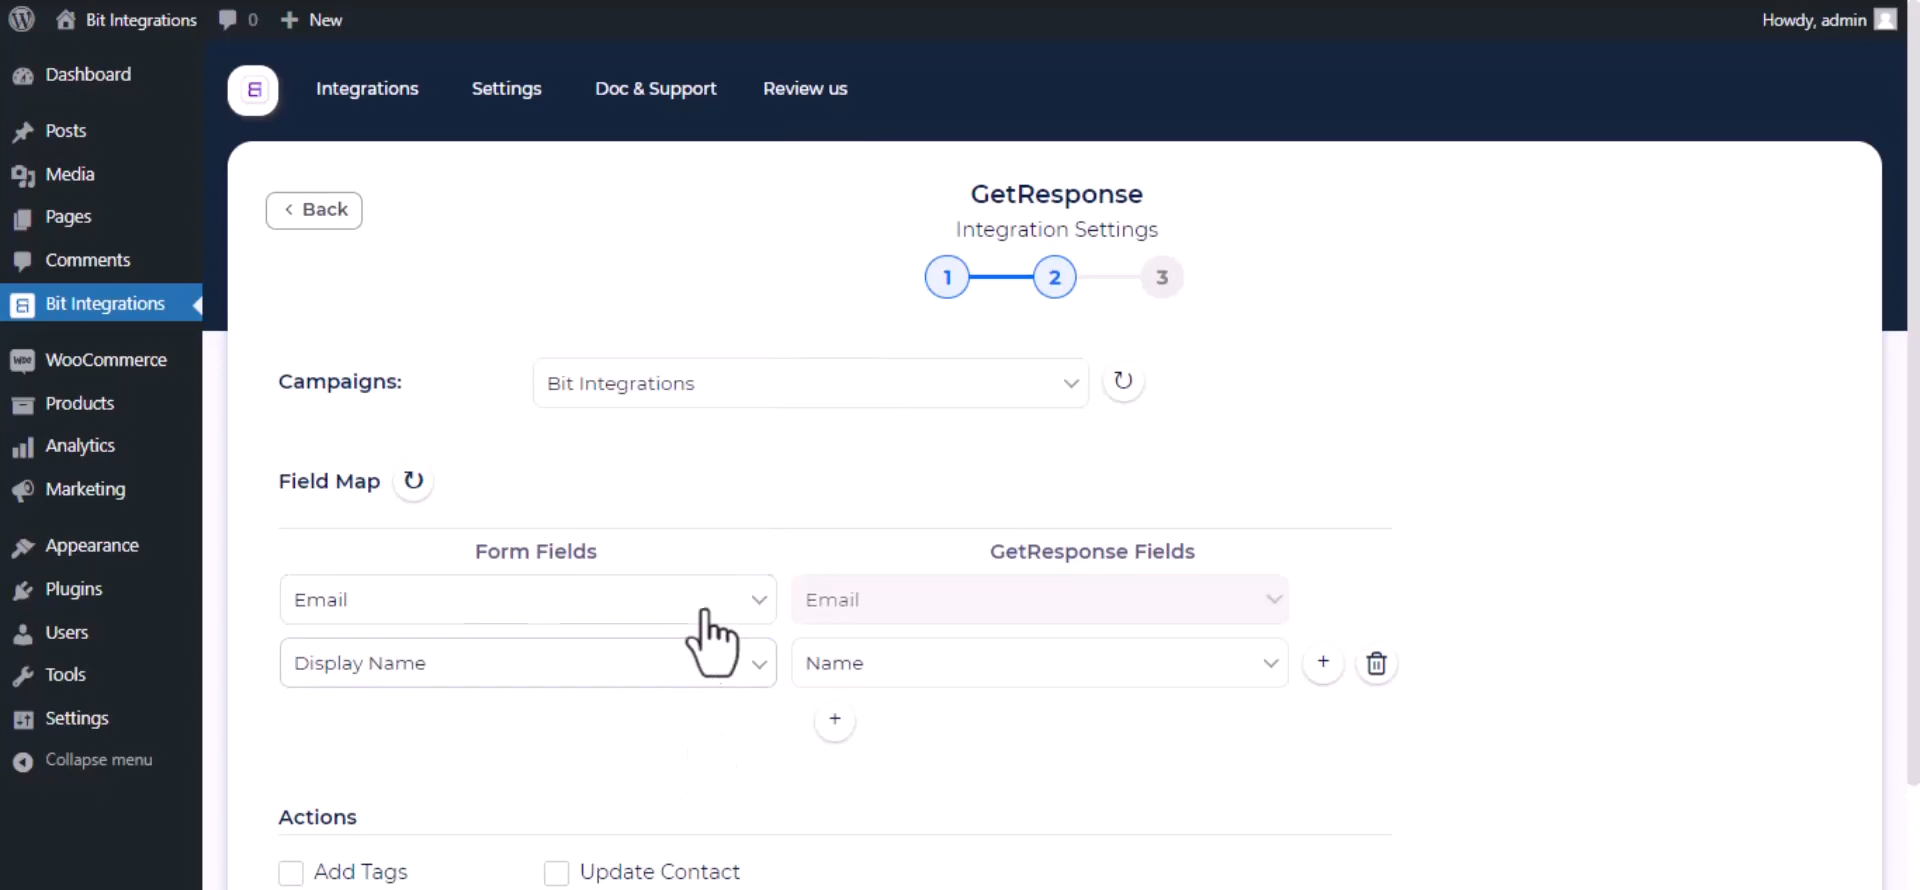 Bit Integrations 0 New Howdy, admin
Dashboard
Posts
Media
Pages
Comments
Bit Integrations
WooCommerce
Products
Analytics
Marketing
Appearance
Plugins
Users
Tools
Settings
Collapse menu
Integrations Settings Doc & Support Review us
Back
GetResponse
Integration Settings
1 2 3
Campaigns: Bit Integrations
Field Map
Form Fields GetResponse Fields
Email Email
Display Name Name +
+
Actions
Add Tags Update Contact